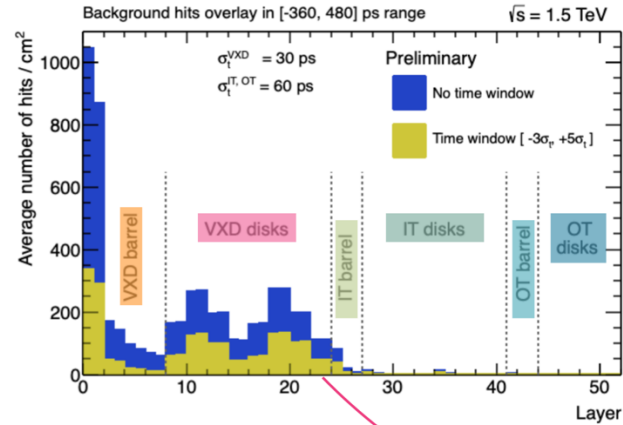 Background hits overlay in [-360, 480] ps range
√s = 1.5 TeV
Average number of hits / cm²
1000
800
600
400
200
0
σₜVXD = 30 ps
σₜIT, OT = 60 ps
Preliminary
No time window
Time window [ -3σₜ, +5σₜ]
VXD barrel
VXD disks
IT barrel
IT disks
OT barrel
OT
disks
0 10 20 30 40 50
Layer